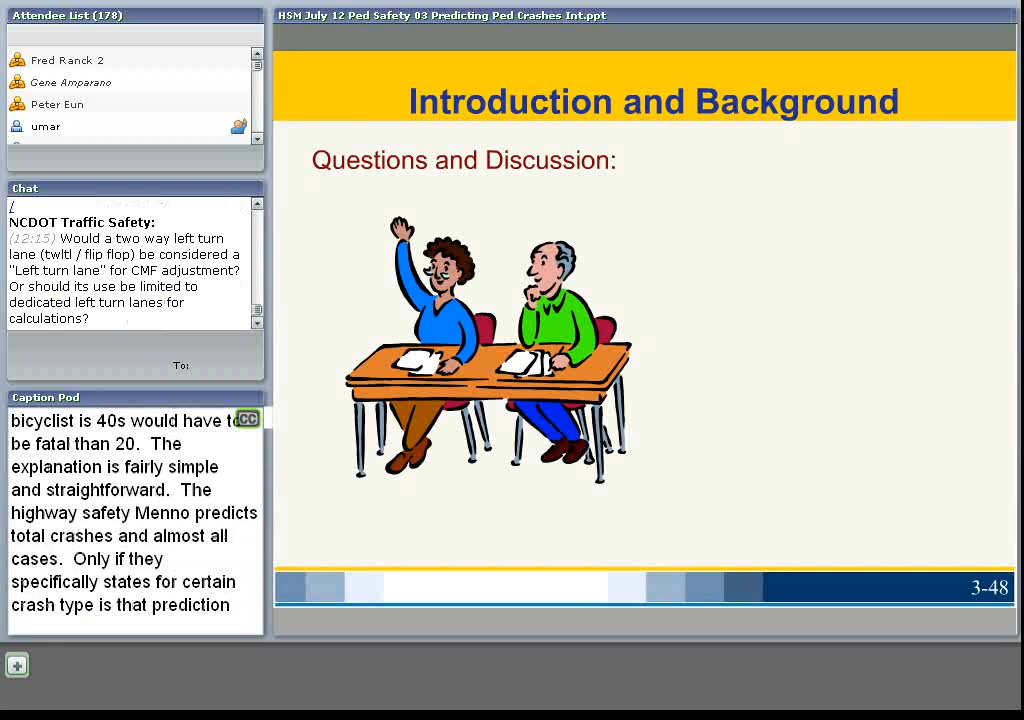 Attendee List (178)
Fred Ranck 2
Gene Amparano
Peter Eun
umar
Chat
/
NCDOT Traffic Safety:
(12:15) Would a two way left turn
lane (twltl / flip flop) be considered a
"Left turn lane" for CMF adjustment?
Or should its use be limited to
dedicated left turn lanes for
calculations?
To:
Caption Pod
bicyclist is 40s would have to
CC
be fatal than 20. The
explanation is fairly simple
and straightforward. The
highway safety Menno predicts
total crashes and almost all
cases. Only if they
specifically states for certain
crash type is that prediction
HSM July 12 Ped Safety 03 Predicting Ped Crashes Int.ppt
Introduction and Background
Questions and Discussion:
3-48